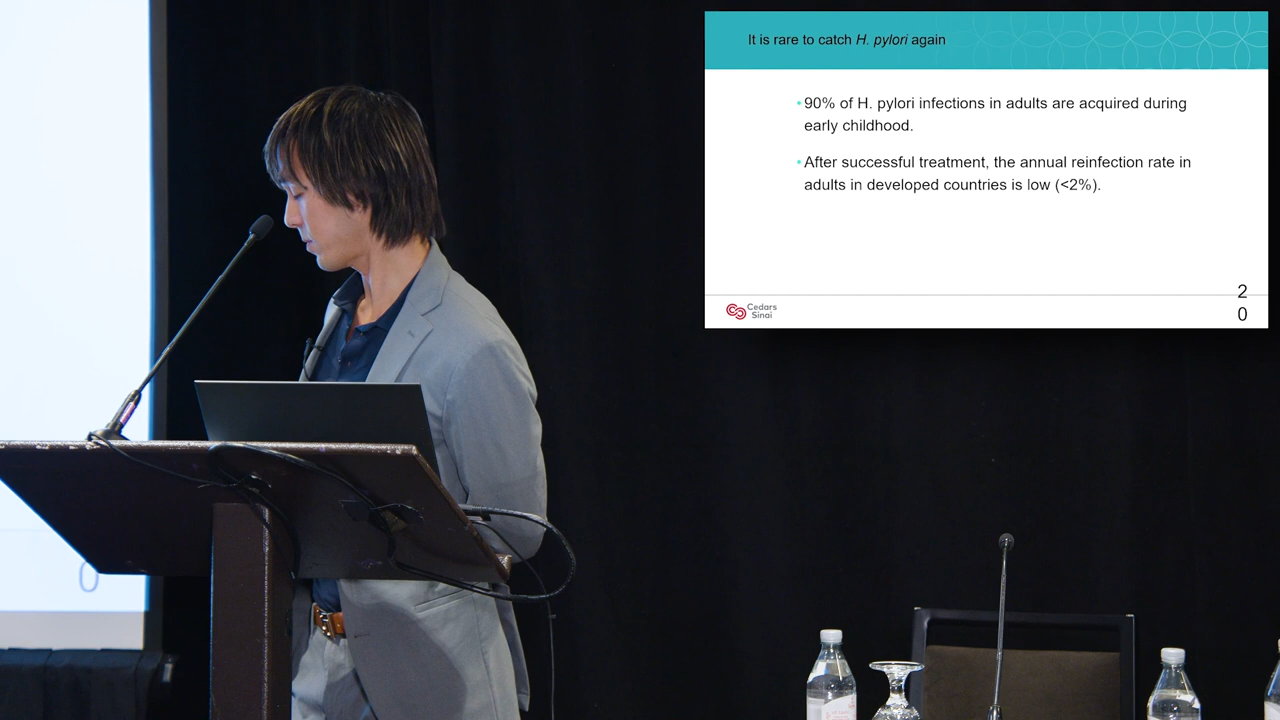 It is rare to catch H. pylori again
•90% of H. pylori infections in adults are acquired during
early childhood.
•After successful treatment, the annual reinfection rate in
adults in developed countries is low (<2%).
Cedars
Sinai
2
0
0